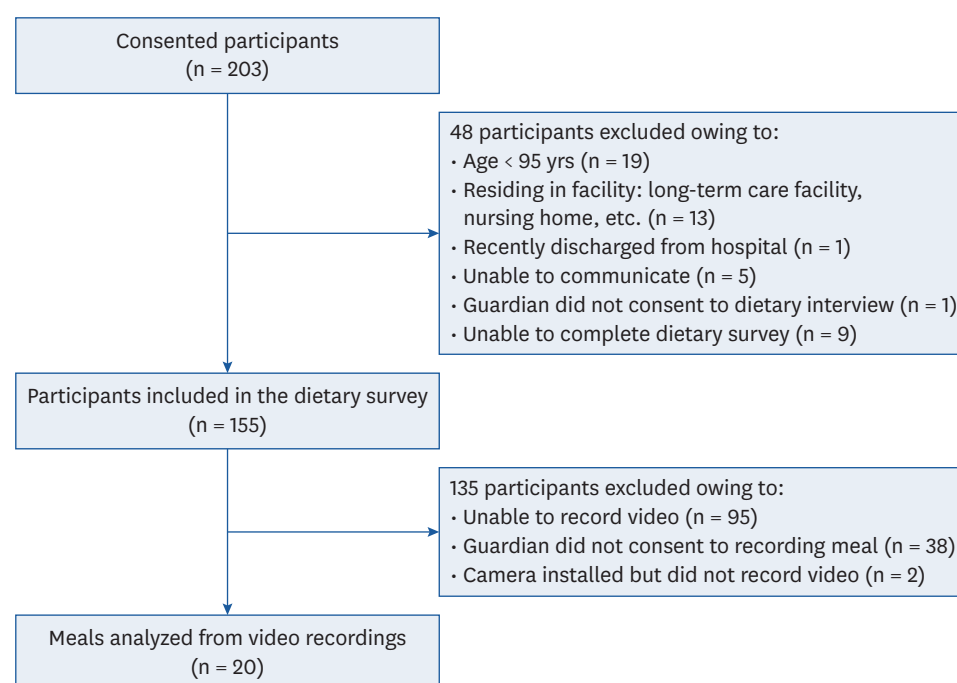 Consented participants
(n = 203)
48 participants excluded owing to:
· Age < 95 yrs (n = 19)
· Residing in facility: long-term care facility,
nursing home, etc. (n = 13)
· Recently discharged from hospital (n = 1)
· Unable to communicate (n = 5)
· Guardian did not consent to dietary interview (n = 1)
· Unable to complete dietary survey (n = 9)
Participants included in the dietary survey
(n = 155)
135 participants excluded owing to:
· Unable to record video (n = 95)
· Guardian did not consent to recording meal (n = 38)
· Camera installed but did not record video (n = 2)
Meals analyzed from video recordings
(n = 20)